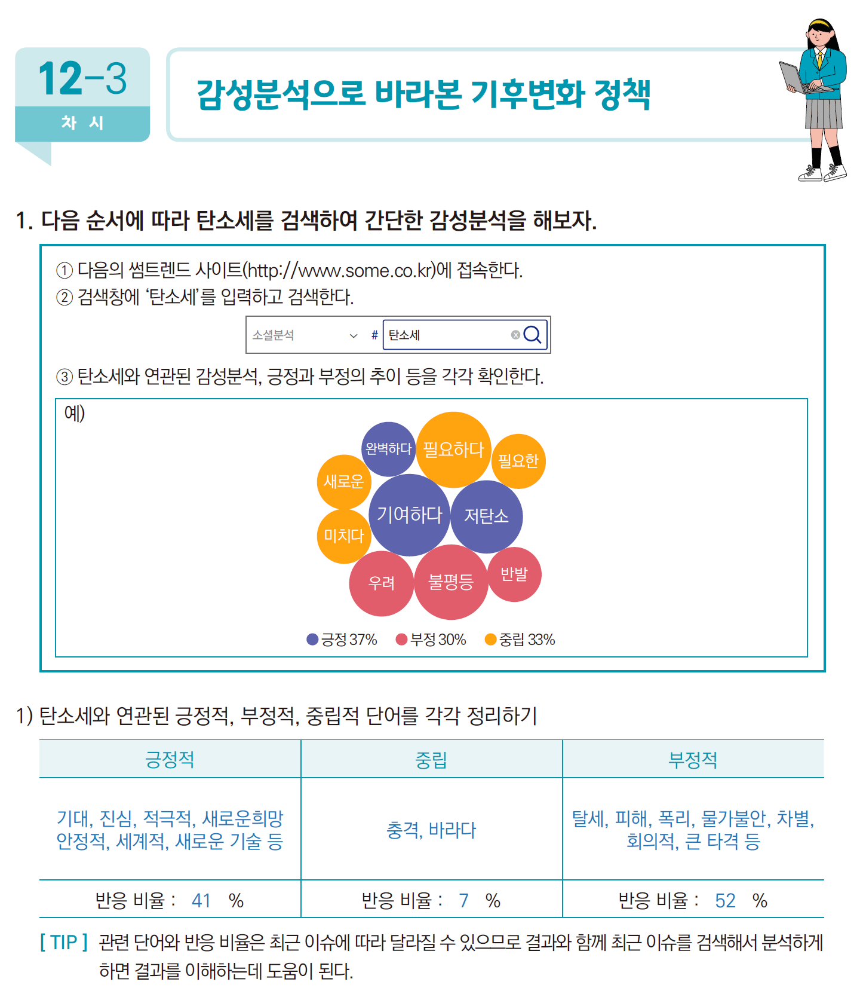 12-3
차 시
감성분석으로 바라본 기후변화 정책
1. 다음 순서에 따라 탄소세를 검색하여 간단한 감성분석을 해보자.
① 다음의 썸트렌드 사이트(http://www.some.co.kr)에 접속한다.
② 검색창에 ‘탄소세’를 입력하고 검색한다.
소셜분석 # 탄소세 x
③ 탄소세와 연관된 감성분석, 긍정과 부정의 추이 등을 각각 확인한다.
예)
완벽하다 필요하다 필요한
새로운
기여하다 저탄소
미치다
우려 불평등 반발
긍정 37% 부정 30% 중립 33%
1) 탄소세와 연관된 긍정적, 부정적, 중립적 단어를 각각 정리하기
긍정적 중립 부정적
기대, 진심, 적극적, 새로운희망
안정적, 세계적, 새로운 기술 등
충격, 바라다
탈세, 피해, 폭리, 물가불안, 차별,
회의적, 큰 타격 등
반응 비율 : 41 % 반응 비율 : 7 % 반응 비율 : 52 %
[ TIP ] 관련 단어와 반응 비율은 최근 이슈에 따라 달라질 수 있으므로 결과와 함께 최근 이슈를 검색해서 분석하게
하면 결과를 이해하는데 도움이 된다.